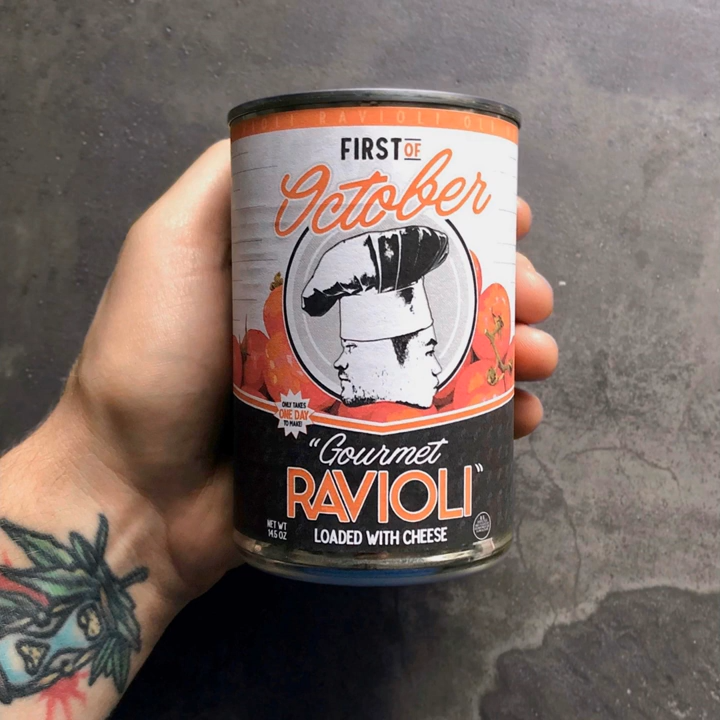 RAVIOLI
FIRST OF
October
ONLY TAKES
ONE DAY
TO MAKE!
"Gourmet
RAVIOLI"
NET WT
14.5 OZ
LOADED WITH CHEESE